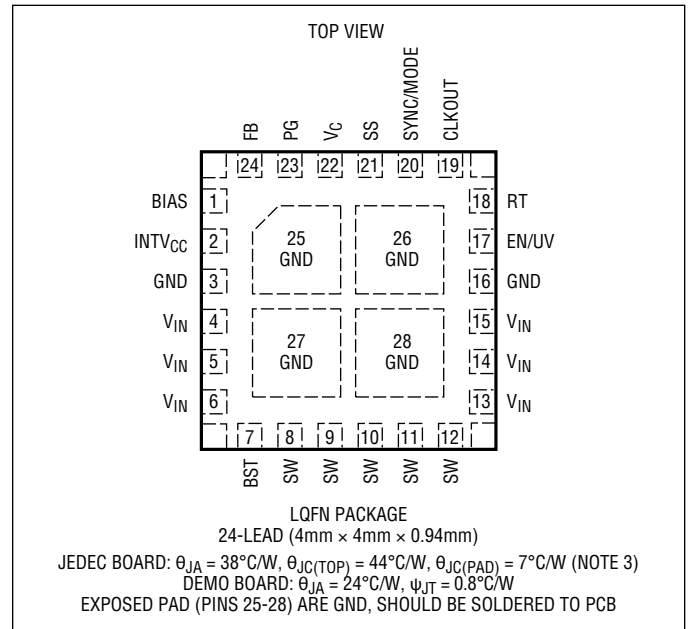 TOP VIEW
FB
PG
VC
SS
SYNC/MODE
CLKOUT
24
23
22
21
20
19
BIAS 1
INTVCC 2
GND 3
VIN 4
VIN 5
VIN 6
25
GND
26
GND
27
GND
28
GND
18 RT
17 EN/UV
16 GND
15 VIN
14 VIN
13 VIN
7
8
9
10
11
12
BST
SW
SW
SW
SW
SW
LQFN PACKAGE
24-LEAD (4mm × 4mm × 0.94mm)
JEDEC BOARD: θJA = 38°C/W, θJC(TOP) = 44°C/W, θJC(PAD) = 7°C/W (NOTE 3)
DEMO BOARD: θJA = 24°C/W, ψJT = 0.8°C/W
EXPOSED PAD (PINS 25-28) ARE GND, SHOULD BE SOLDERED TO PCB